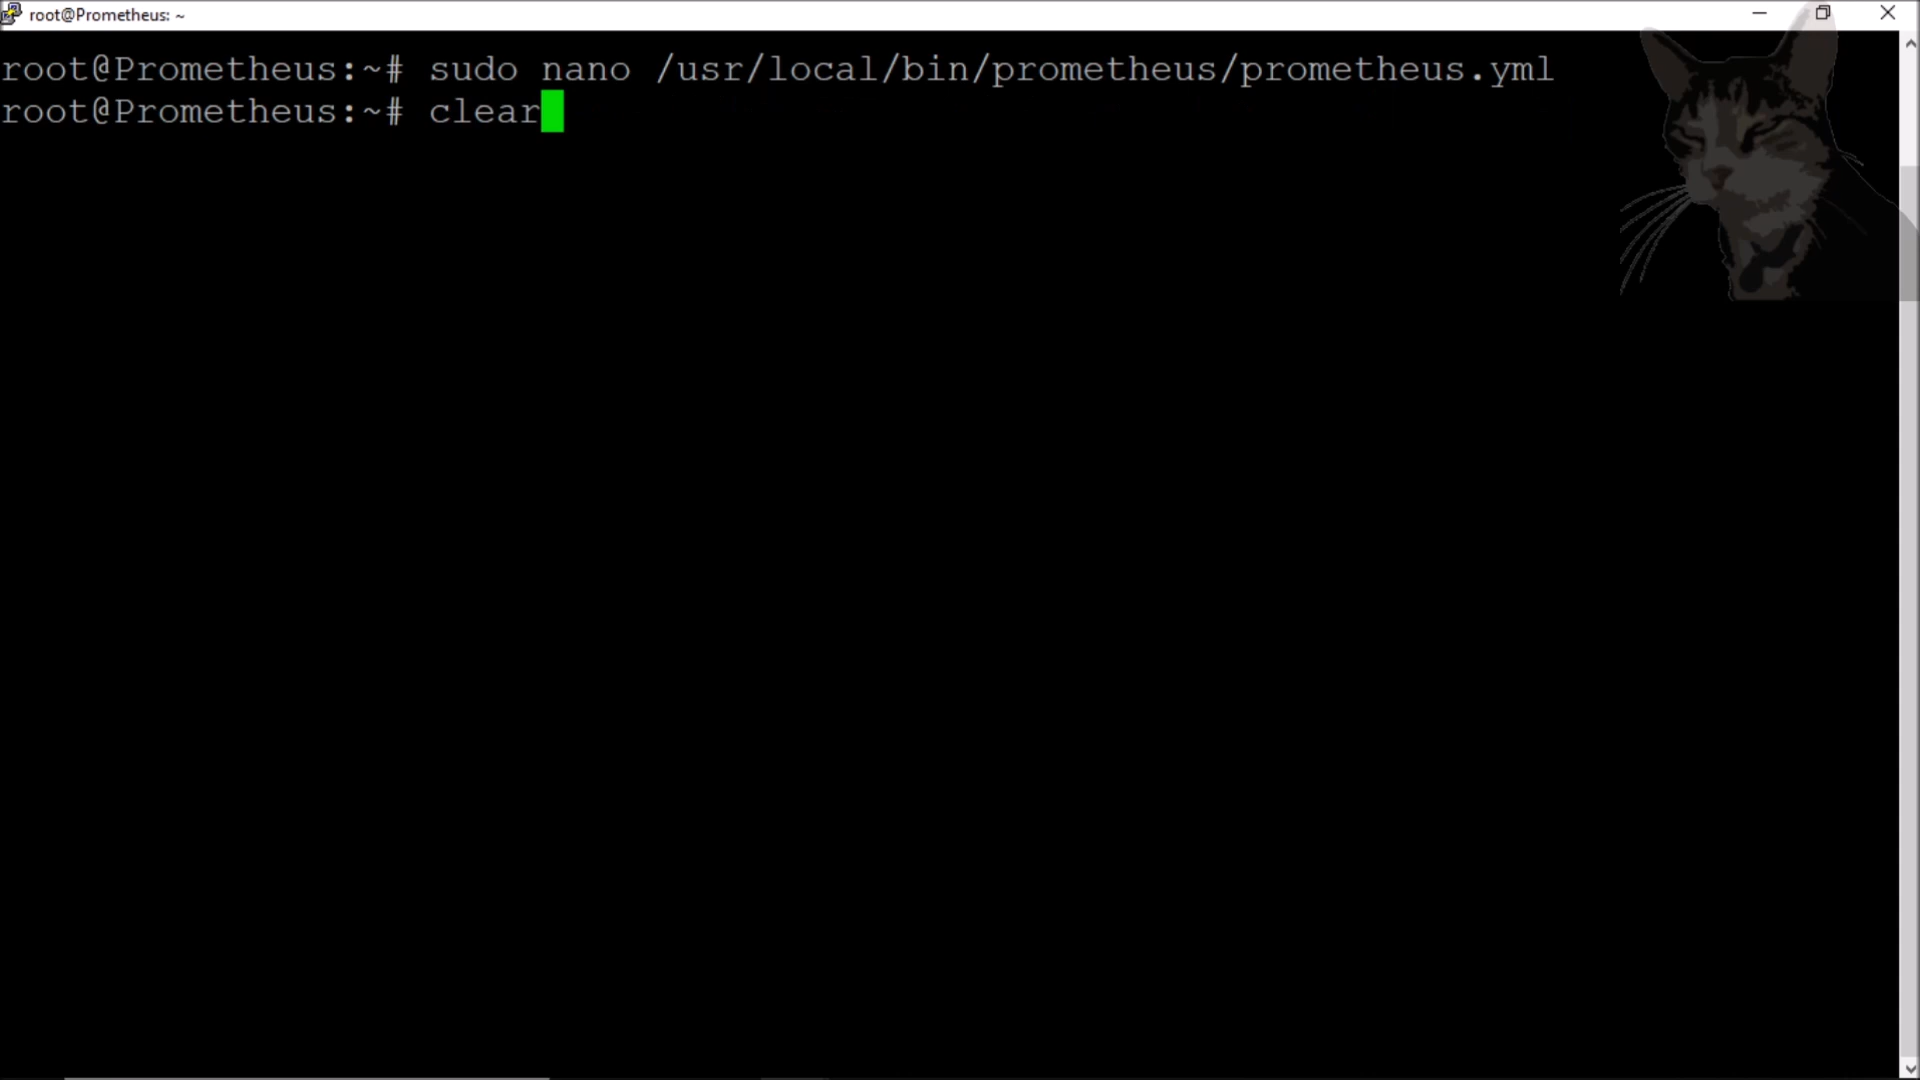 root@Prometheus: ~
root@Prometheus:~# sudo nano /usr/local/bin/prometheus/prometheus.yml
root@Prometheus:~# clear